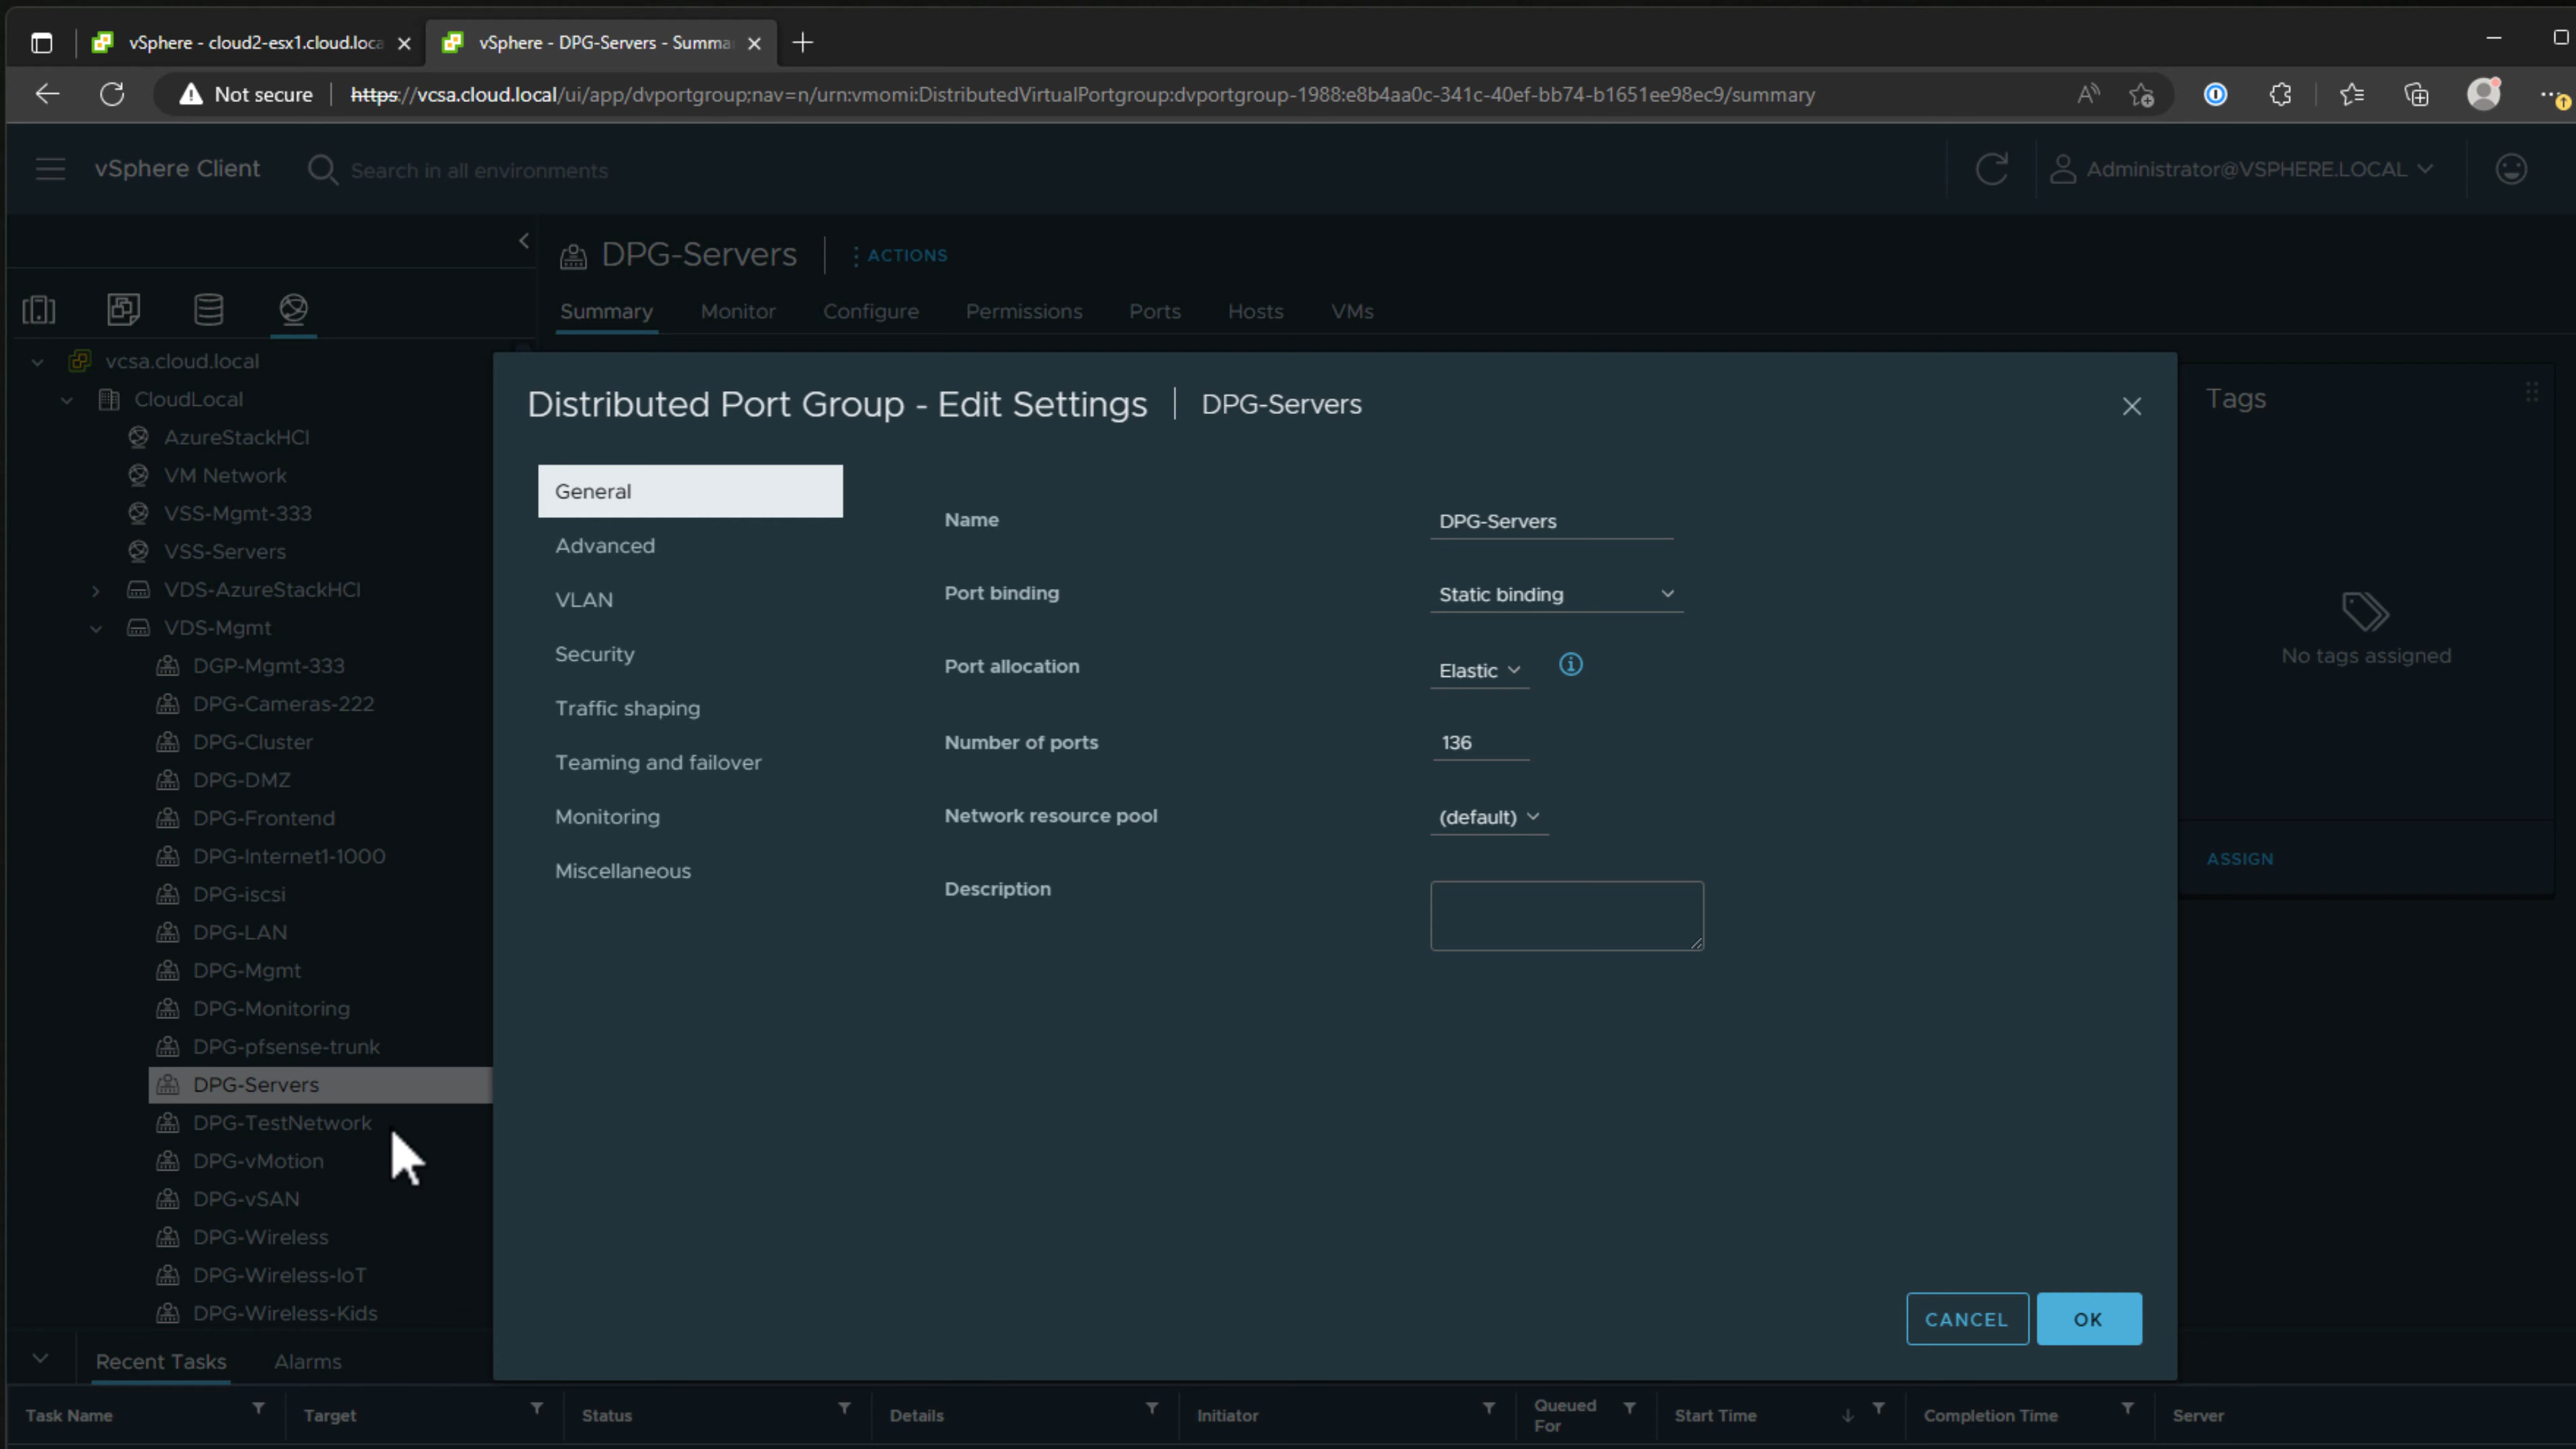 vSphere - cloud2-esx1.cloud.loca
vSphere - DPG-Servers - Summa
Not secure
https://vcsa.cloud.local/ui/app/dvportgroup;nav=n/urn:vmomi:DistributedVirtualPortgroup:dvportgroup-1988:e8b4aa0c-341c-40ef-bb74-b1651ee98ec9/summary
vSphere Client
Search in all environments
Administrator@VSPHERE.LOCAL
DPG-Servers
ACTIONS
Summary
Monitor
Configure
Permissions
Ports
Hosts
VMs
vcsa.cloud.local
CloudLocal
AzureStackHCI
VM Network
VSS-Mgmt-333
VSS-Servers
VDS-AzureStackHCI
VDS-Mgmt
DGP-Mgmt-333
DPG-Cameras-222
DPG-Cluster
DPG-DMZ
DPG-Frontend
DPG-Internet1-1000
DPG-iscsi
DPG-LAN
DPG-Mgmt
DPG-Monitoring
DPG-pfsense-trunk
DPG-Servers
DPG-TestNetwork
DPG-vMotion
DPG-vSAN
DPG-Wireless
DPG-Wireless-IoT
DPG-Wireless-Kids
Distributed Port Group - Edit Settings
DPG-Servers
General
Advanced
VLAN
Security
Traffic shaping
Teaming and failover
Monitoring
Miscellaneous
Name
DPG-Servers
Port binding
Static binding
Port allocation
Elastic
Number of ports
136
Network resource pool
(default)
Description
CANCEL
OK
Tags
No tags assigned
ASSIGN
Recent Tasks
Alarms
Task Name
Target
Status
Details
Initiator
Queued
For
Start Time
Completion Time
Server